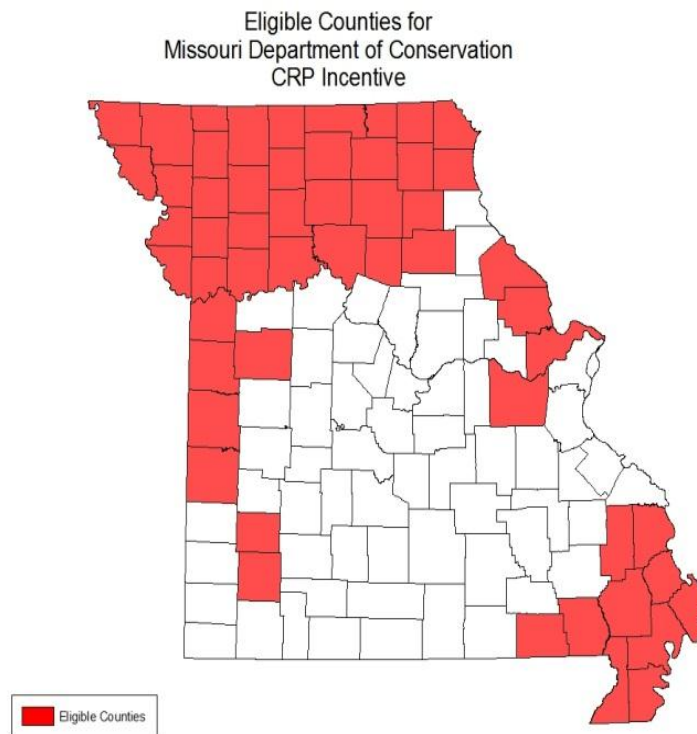 Eligible Counties for
Missouri Department of Conservation
CRP Incentive
Eligible Counties